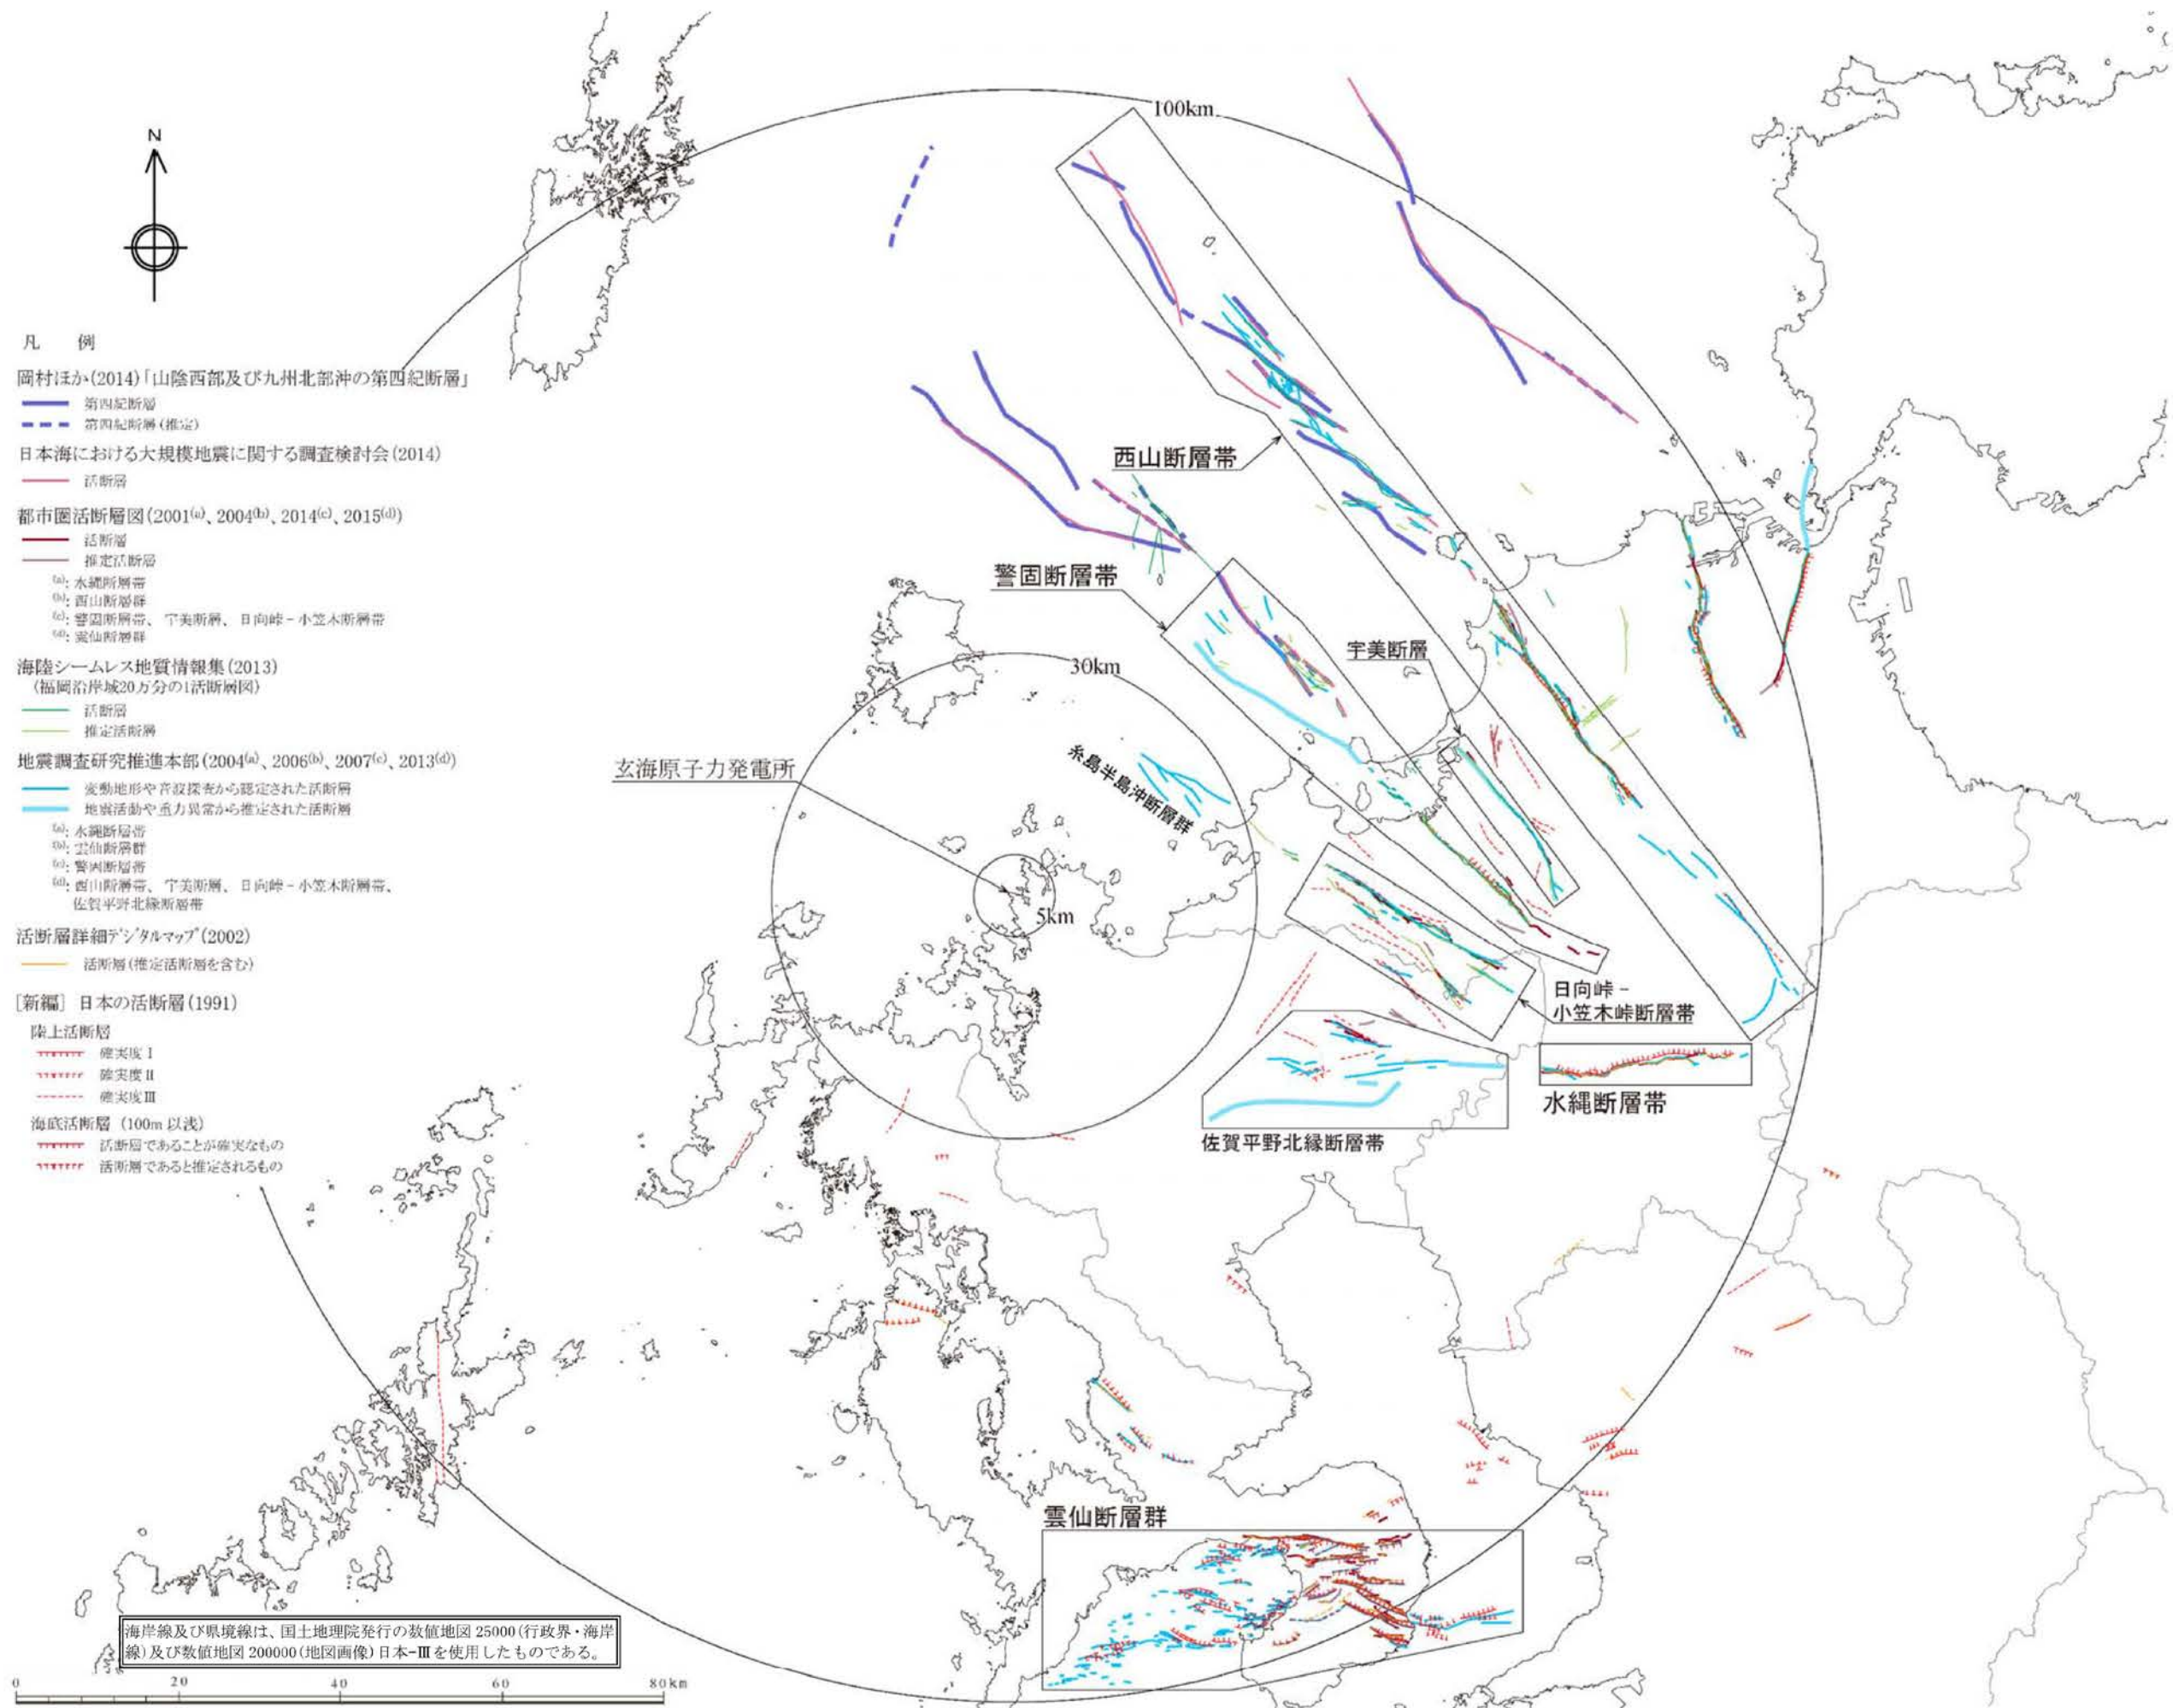 N
凡　例
岡村ほか(2014)「山陰西部及び九州北部沖の第四紀断層」
第四紀断層
第四紀断層(推定)
日本海における大規模地震に関する調査検討会(2014)
活断層
都市圏活断層図(2001(a)、2004(b)、2014(c)、2015(d))
活断層
推定活断層
(a): 水縄断層帯
(b): 西山断層群
(c): 警固断層帯、宇美断層、日向峠－小笠木断層帯
(d): 雲仙断層群
海陸シームレス地質情報集(2013)
(福岡沿岸域20万分の1活断層図)
活断層
推定活断層
地震調査研究推進本部(2004(a)、2006(b)、2007(c)、2013(d))
変動地形や音波探査から認定された活断層
地震活動や重力異常から推定された活断層
(a): 水縄断層帯
(b): 雲仙断層群
(c): 警固断層帯
(d): 西山断層帯、宇美断層、日向峠－小笠木断層帯、
佐賀平野北縁断層帯
活断層詳細デジタルマップ(2002)
活断層(推定活断層を含む)
[新編] 日本の活断層(1991)
陸上活断層
確実度Ⅰ
確実度Ⅱ
確実度Ⅲ
海底活断層 (100m以浅)
活断層であることが確実なもの
活断層であると推定されるもの
100km
西山断層帯
警固断層帯
30km
宇美断層
玄海原子力発電所
糸島半島沖断層群
5km
日向峠－
小笠木峠断層帯
水縄断層帯
佐賀平野北縁断層帯
雲仙断層群
海岸線及び県境線は、国土地理院発行の数値地図25000(行政界・海岸
線)及び数値地図200000(地図画像)日本-Ⅲを使用したものである。
0 20 40 60 80km